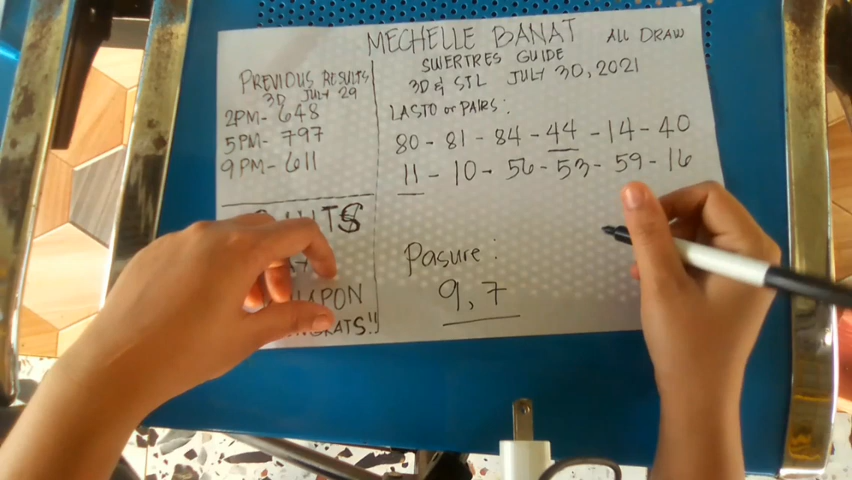 MECHELLE BANAT ALL DRAW
SWERTRES GUIDE
3D & STL JULY 30, 2021
PREVIOUS RESULTS
3D JULY 29
2PM- 648
5PM- 797
9PM- 611
LASTO or PAIRS:
80 - 81 - 84 - 44 - 14 - 40
11 - 10 - 56 - 53 - 59 - 16
Pasure:
9, 7